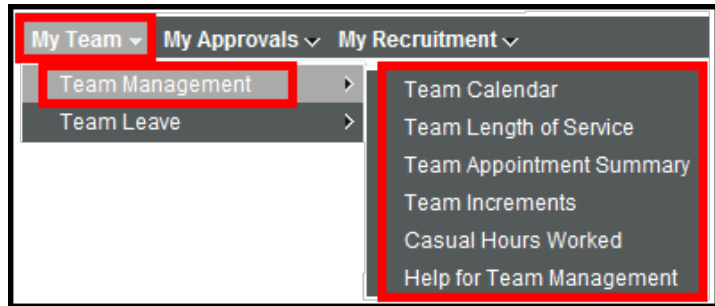 My Team My Approvals My Recruitment
Team Management
Team Leave
Team Calendar
Team Length of Service
Team Appointment Summary
Team Increments
Casual Hours Worked
Help for Team Management